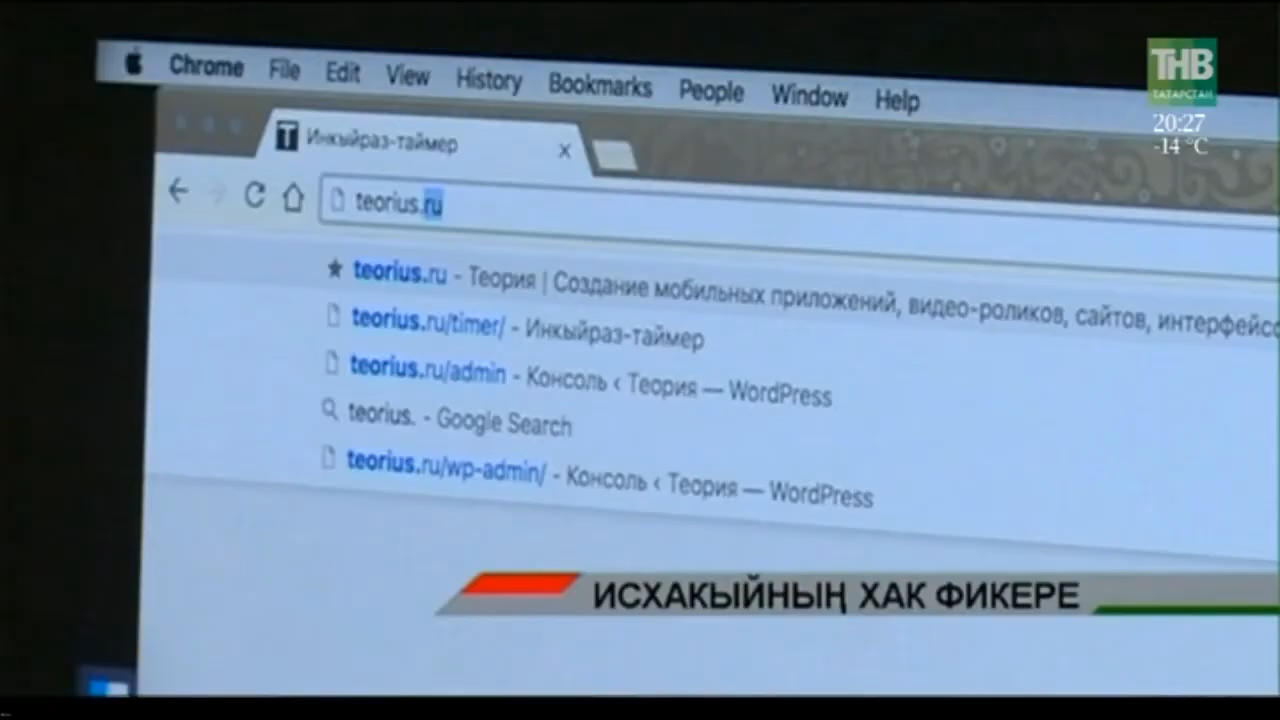 Chrome File Edit View History Bookmarks People Window Help
ТНВ
ТАТАРСТАН
20:27
-14 °C
Инкыйраз-таймер
teorius.ru
teorius.ru - Теория | Создание мобильных приложений, видео-роликов, сайтов, интерфейсо
teorius.ru/timer/ - Инкыйраз-таймер
teorius.ru/admin - Консоль ‹ Теория — WordPress
teorius. - Google Search
teorius.ru/wp-admin/ - Консоль ‹ Теория — WordPress
ИСХАКЫЙНЫҢ ХАК ФИКЕРЕ